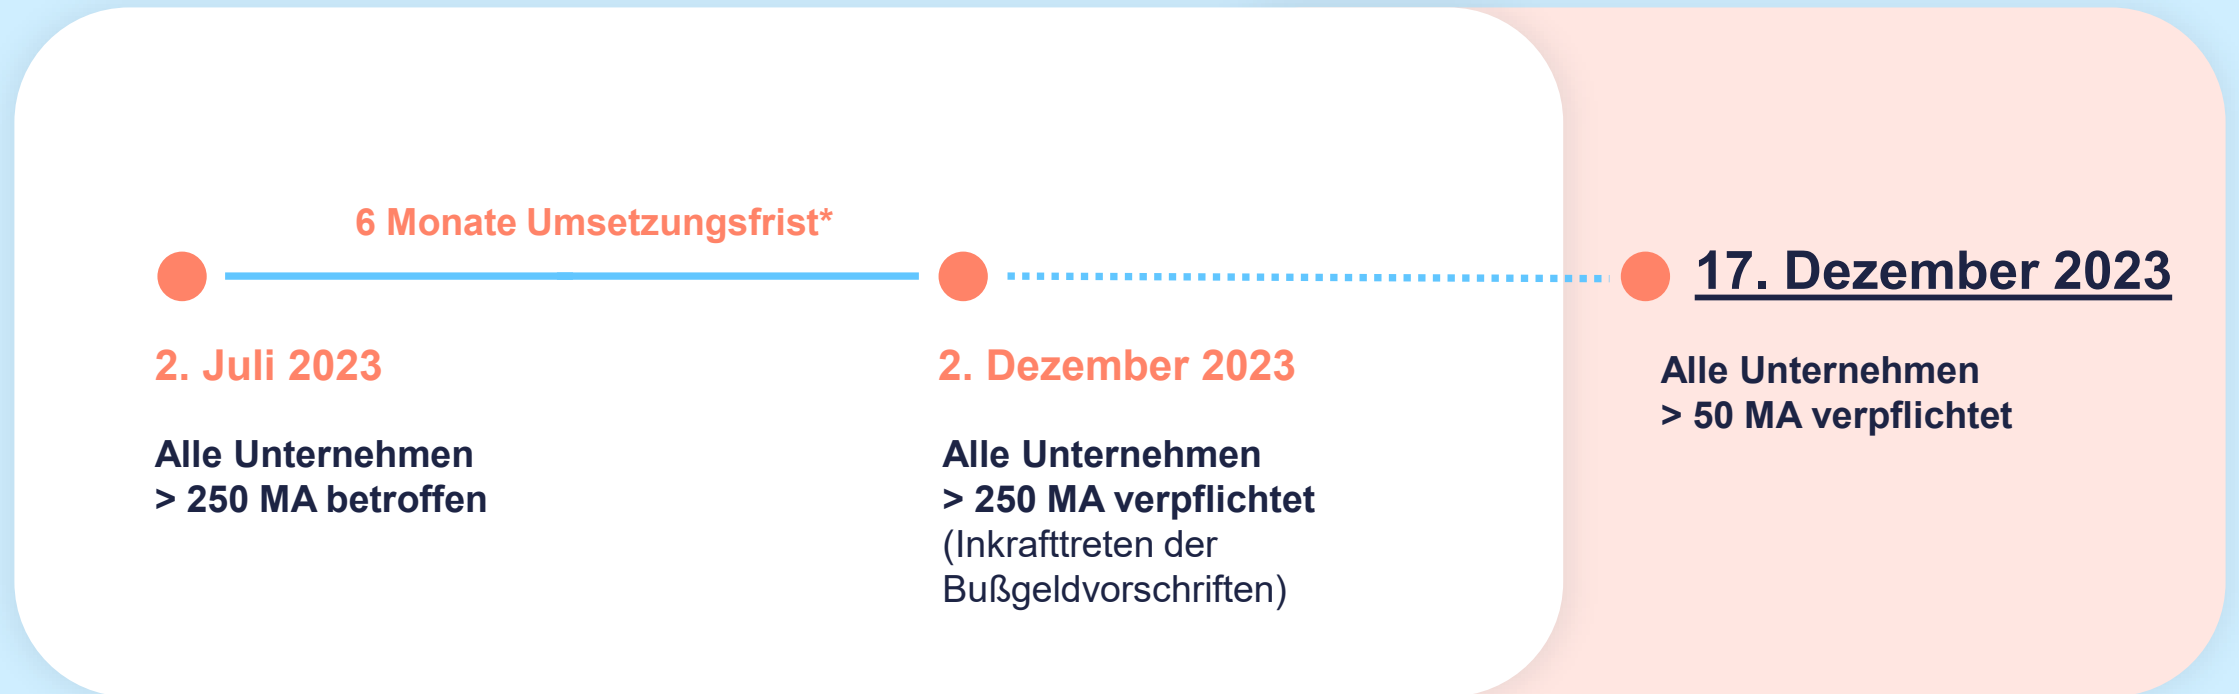 6 Monate Umsetzungsfrist*
2. Juli 2023
Alle Unternehmen
> 250 MA betroffen
2. Dezember 2023
Alle Unternehmen
> 250 MA verpflichtet
(Inkrafttreten der
Bußgeldvorschriften)
17. Dezember 2023
Alle Unternehmen
> 50 MA verpflichtet